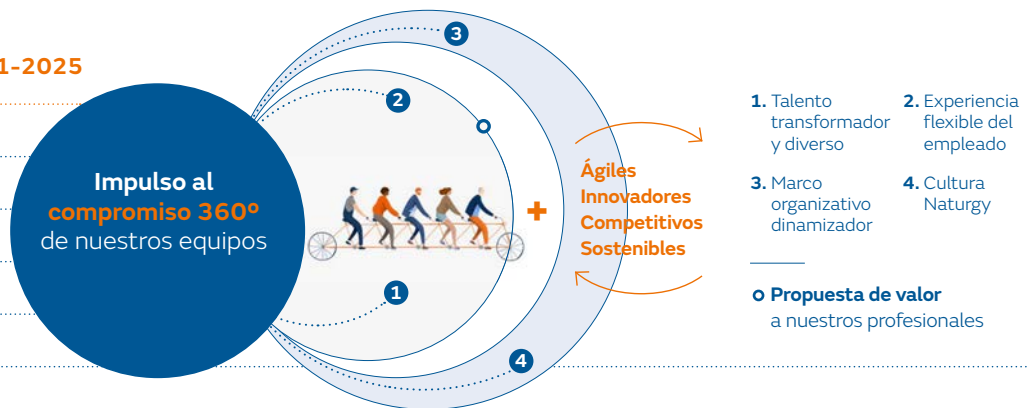 1-2025
Impulso al
compromiso 360º
de nuestros equipos
3
2
1
4
+
Ágiles
Innovadores
Competitivos
Sostenibles
1. Talento
transformador
y diverso
2. Experiencia
flexible del
empleado
3. Marco
organizativo
dinamizador
4. Cultura
Naturgy
Propuesta de valor
a nuestros profesionales